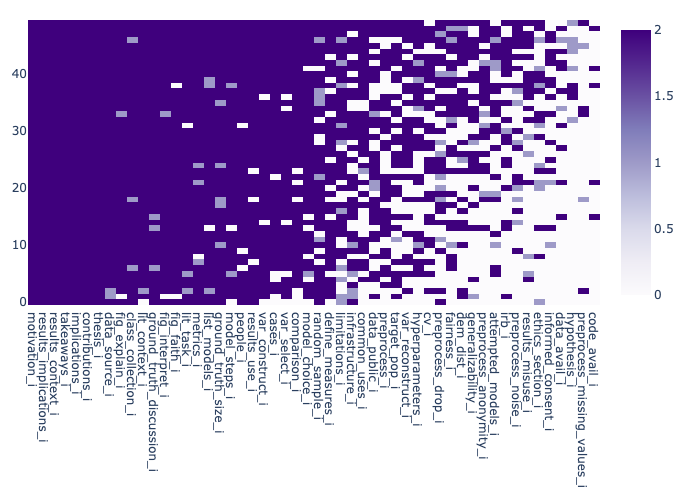 40
30
20
10
0
motivation_i
results_implications_i
results_context_i
takeaways_i
implications_i
contributions_i
thesis_i
data_source_i
fig_explain_i
class_collection_i
lit_context_i
ground_truth_discussion_i
fig_interpret_i
fig_faith_i
lit_task_i
metrics_i
list_models_i
ground_truth_size_i
model_steps_i
people_i
results_use_i
var_construct_i
cases_i
var_select_i
comparison_i
model_choice_i
random_sample_i
define_measures_i
limitations_i
infrastructure_i
common_uses_i
data_public_i
preprocess_i
target_pop_i
var_reconstruct_i
hyperparameters_i
cv_i
preprocess_drop_i
fairness_i
demo_dist_i
generalizability_i
preprocess_anonymity_i
attempted_models_i
irb_i
preprocess_noise_i
results_misuse_i
ethics_section_i
informed_consent_i
data_avail_i
hypothesis_i
preprocess_missing_values_i
code_avail_i
2
1.5
1
0.5
0